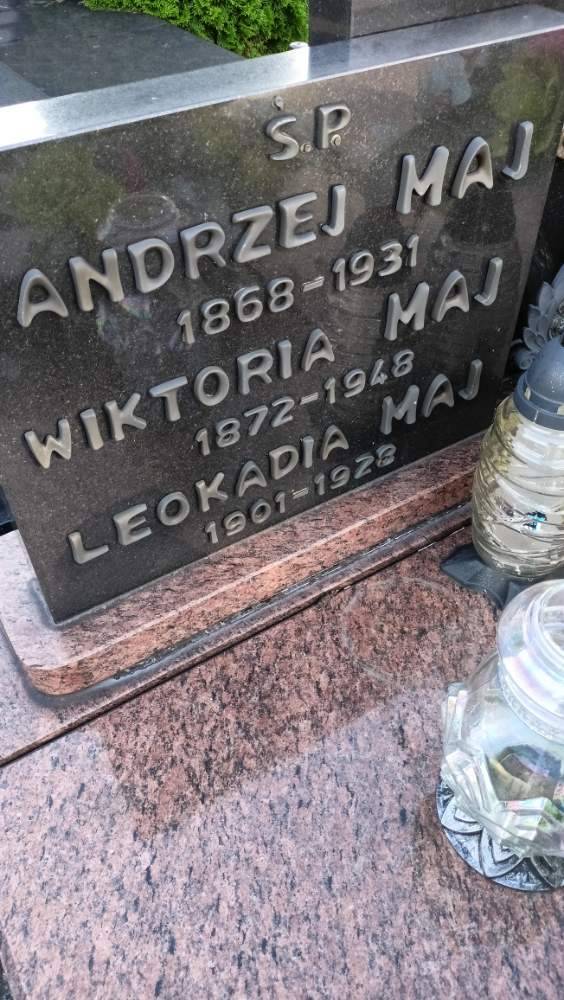 Ś.P.
ANDRZEJ MAJ
1868-1931
WIKTORIA MAJ
1872-1948
LEOKADIA MAJ
1901-1928